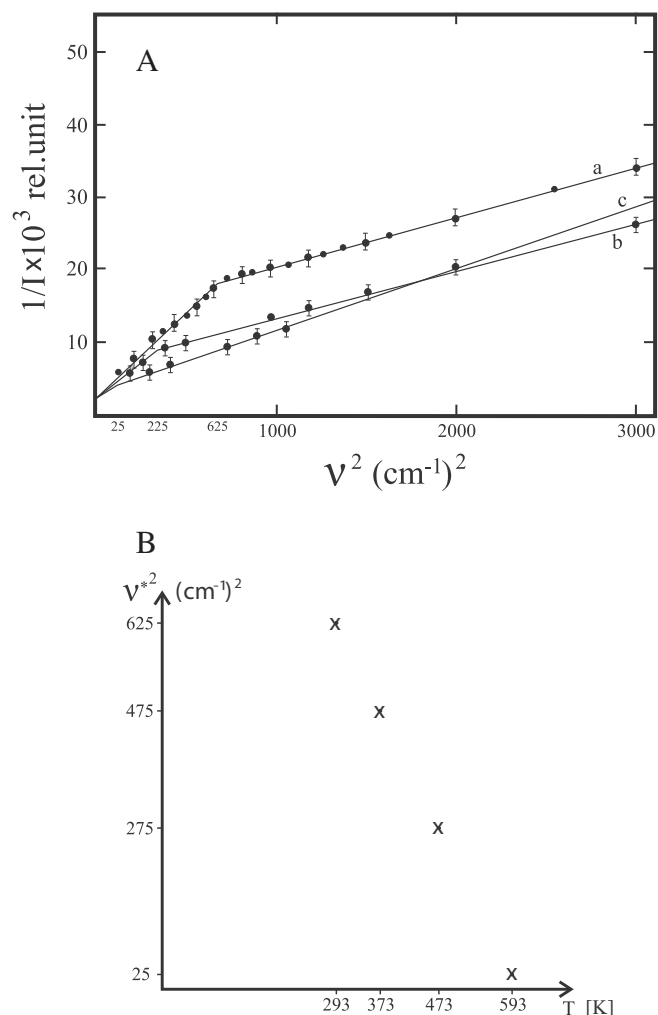 A
1/I×10³ rel.unit
50
40
30
20
10
a
c
b
25 225 625 1000 2000 3000
ν² (cm⁻¹)²
B
ν*² (cm⁻¹)²
625
475
275
25
x
x
x
x
293 373 473 593 T [K]